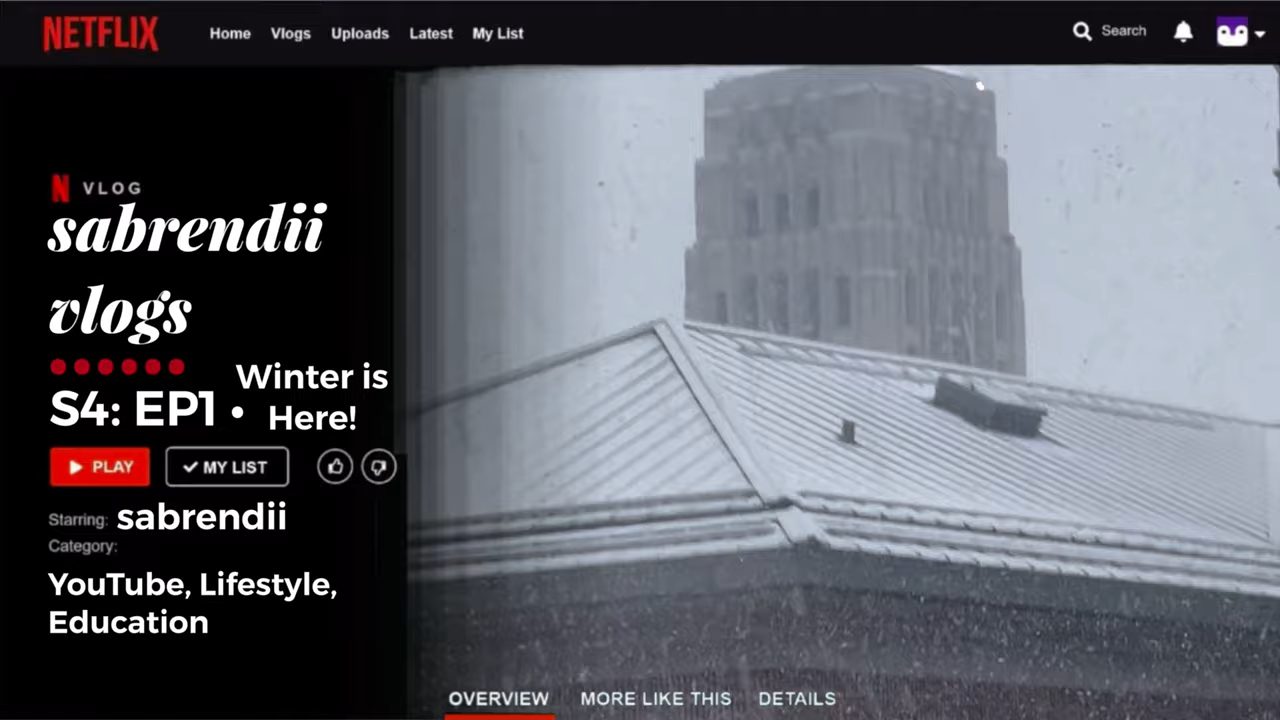 NETFLIX
Home Vlogs Uploads Latest My List
Search
N VLOG
sabrendii
vlogs
S4: EP1 • Winter is
Here!
PLAY
MY LIST
Starring: sabrendii
Category:
YouTube, Lifestyle,
Education
OVERVIEW MORE LIKE THIS DETAILS